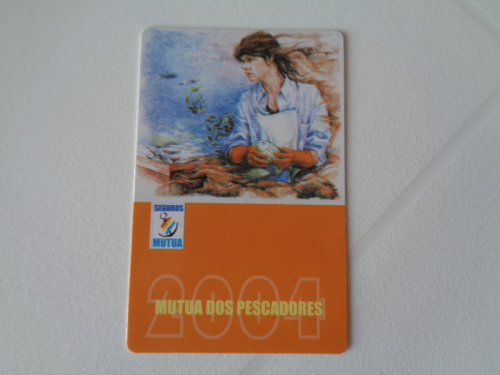 SEGUROS
MUTUA
2004
MUTUA DOS PESCADORES